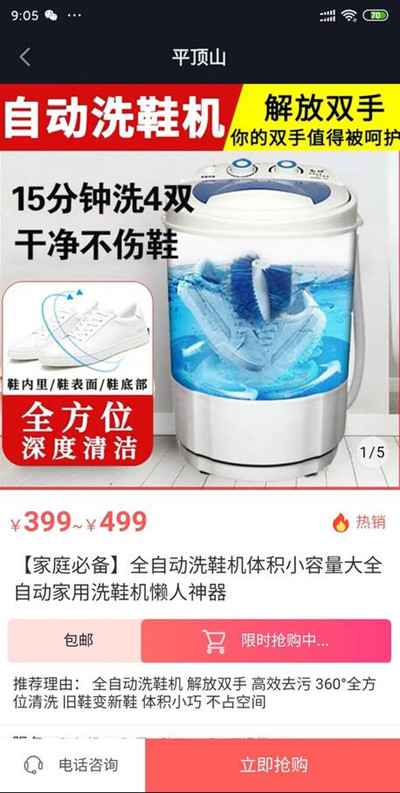 9:05
70
平顶山
自动洗鞋机
解放双手
你的双手值得被呵护
15分钟洗4双
干净不伤鞋
鞋内里/鞋表面/鞋底部
全方位
深度清洁
1/5
¥399~¥499
热销
【家庭必备】全自动洗鞋机体积小容量大全
自动家用洗鞋机懒人神器
包邮
限时抢购中...
推荐理由： 全自动洗鞋机 解放双手 高效去污 360°全方
位清洗 旧鞋变新鞋 体积小巧 不占空间
电话咨询
立即抢购